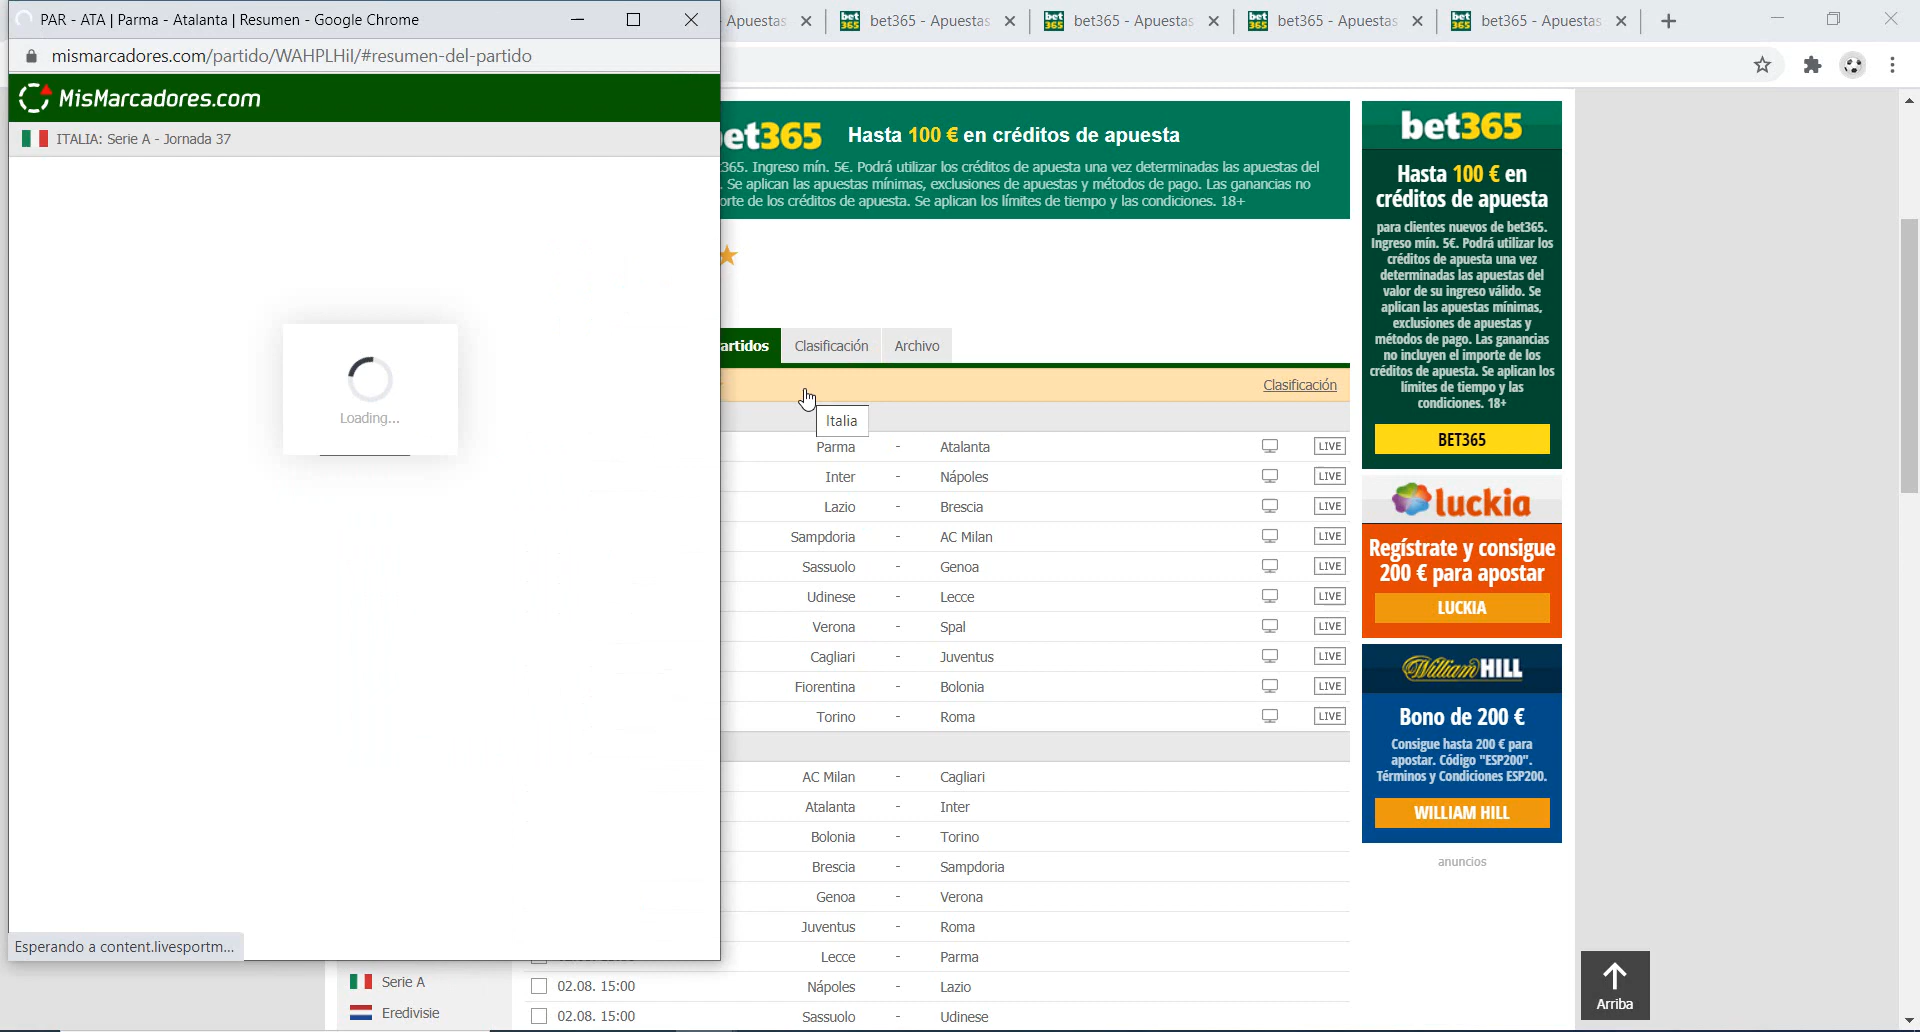 PAR - ATA | Parma - Atalanta | Resumen - Google Chrome
mismarcadores.com/partido/WAHPLHil/#resumen-del-partido
MisMarcadores.com
ITALIA: Serie A - Jornada 37
Loading...
Esperando a content.livesportm...
Apuestas
bet365 bet365 - Apuestas
bet365 bet365 - Apuestas
bet365 bet365 - Apuestas
bet365 bet365 - Apuestas
et365 Hasta 100 € en créditos de apuesta
365. Ingreso mín. 5€. Podrá utilizar los créditos de apuesta una vez determinadas las apuestas del
. Se aplican las apuestas mínimas, exclusiones de apuestas y métodos de pago. Las ganancias no
orte de los créditos de apuesta. Se aplican los límites de tiempo y las condiciones. 18+
artidos Clasificación Archivo
Clasificación
Italia
Parma - Atalanta LIVE
Inter - Nápoles LIVE
Lazio - Brescia LIVE
Sampdoria - AC Milan LIVE
Sassuolo - Genoa LIVE
Udinese - Lecce LIVE
Verona - Spal LIVE
Cagliari - Juventus LIVE
Fiorentina - Bolonia LIVE
Torino - Roma LIVE
AC Milan - Cagliari
Atalanta - Inter
Bolonia - Torino
Brescia - Sampdoria
Genoa - Verona
Juventus - Roma
Lecce - Parma
02.08. 15:00 Nápoles - Lazio
02.08. 15:00 Sassuolo - Udinese
Serie A
Eredivisie
bet365
Hasta 100 € en
créditos de apuesta
para clientes nuevos de bet365.
Ingreso mín. 5€. Podrá utilizar los
créditos de apuesta una vez
determinadas las apuestas del
valor de su ingreso válido. Se
aplican las apuestas mínimas,
exclusiones de apuestas y
métodos de pago. Las ganancias
no incluyen el importe de los
créditos de apuesta. Se aplican los
límites de tiempo y las
condiciones. 18+
BET365
luckia
Regístrate y consigue
200 € para apostar
LUCKIA
William HILL
Bono de 200 €
Consigue hasta 200 € para
apostar. Código "ESP200".
Términos y Condiciones ESP200.
WILLIAM HILL
anuncios
Arriba